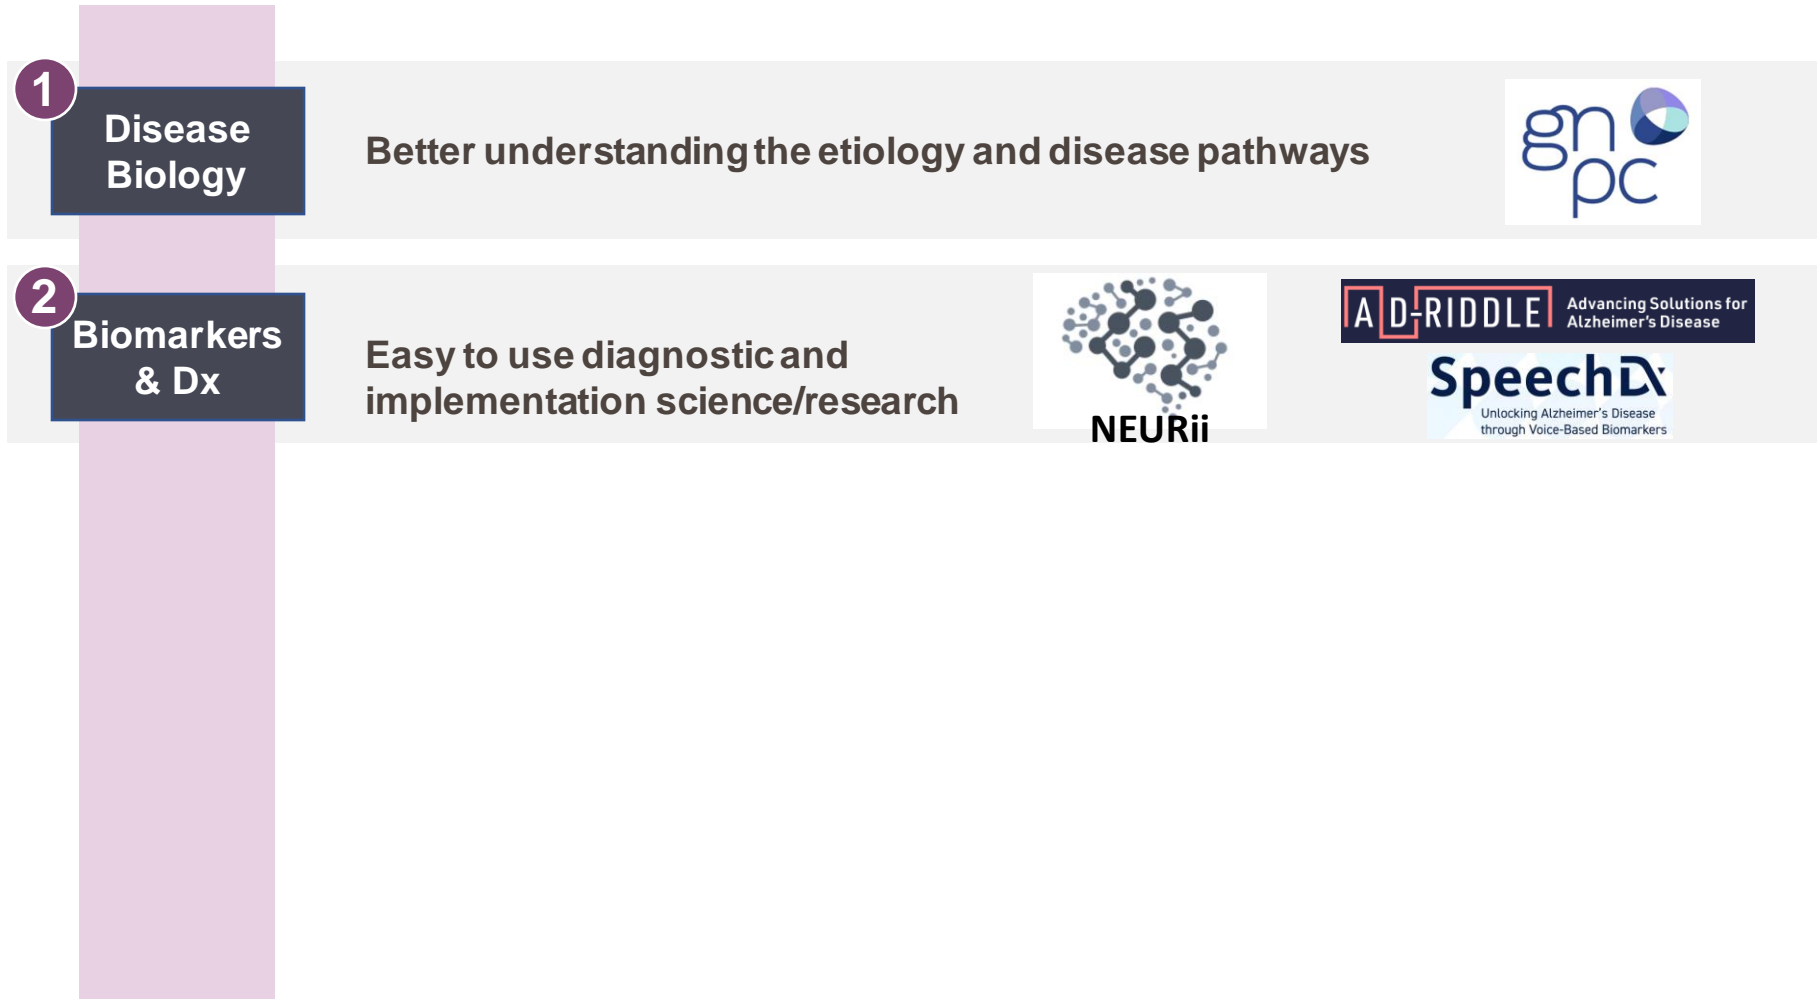 1
Disease
Biology
Better understanding the etiology and disease pathways
gn
pc
2
Biomarkers
& Dx
Easy to use diagnostic and
implementation science/research
NEURii
AD-RIDDLE
Advancing Solutions for
Alzheimer's Disease
SpeechDx
Unlocking Alzheimer's Disease
through Voice-Based Biomarkers